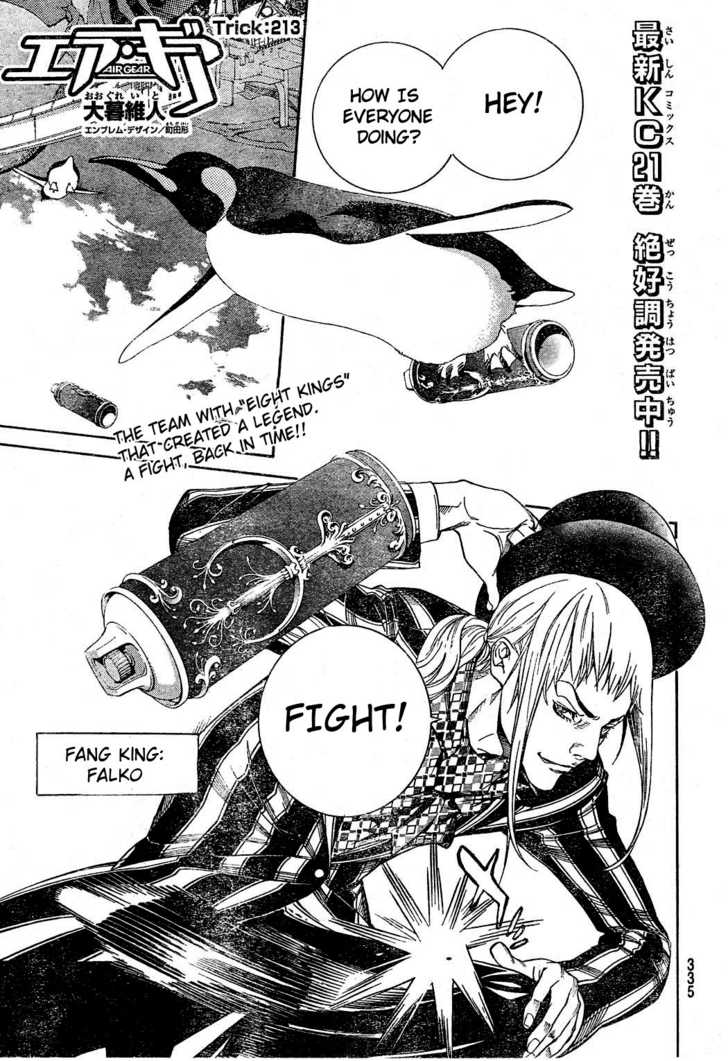 Trick:213
エア・ギア
AIR GEAR
おおぐれ いと
大暮維人
エンブレム・デザイン/町田形
HEY!
HOW IS
EVERYONE
DOING?
さいしん コミックス かん
最新KC21巻
ぜっこうちょうはつばいちゅう
絶好調発売中!!
THE TEAM WITH "EIGHT KINGS"
THAT CREATED A LEGEND.
A FIGHT, BACK IN TIME!!
FIGHT!
FANG KING:
FALKO
335